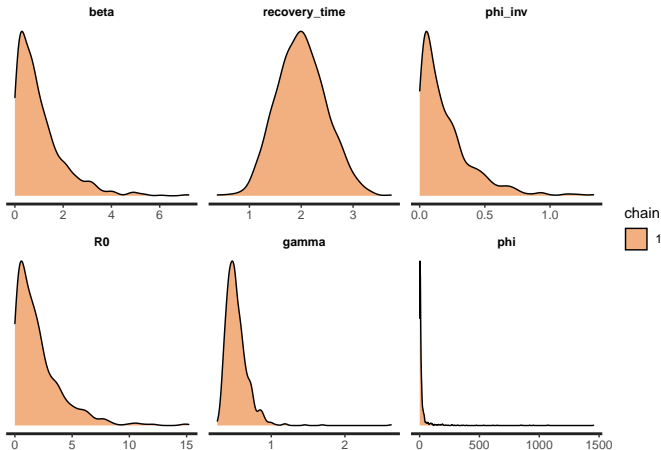 beta recovery_time phi_inv
0 2 4 6 1 2 3 0.0 0.5 1.0
chain
1
R0 gamma phi
0 5 10 15 1 2 0 500 1000 1500